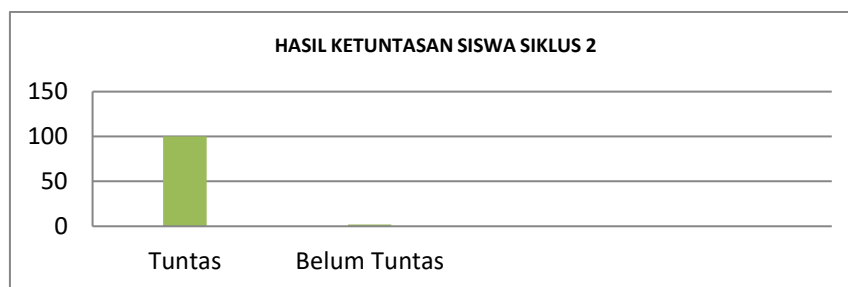 HASIL KETUNTASAN SISWA SIKLUS 2
150
100
50
0
Tuntas Belum Tuntas